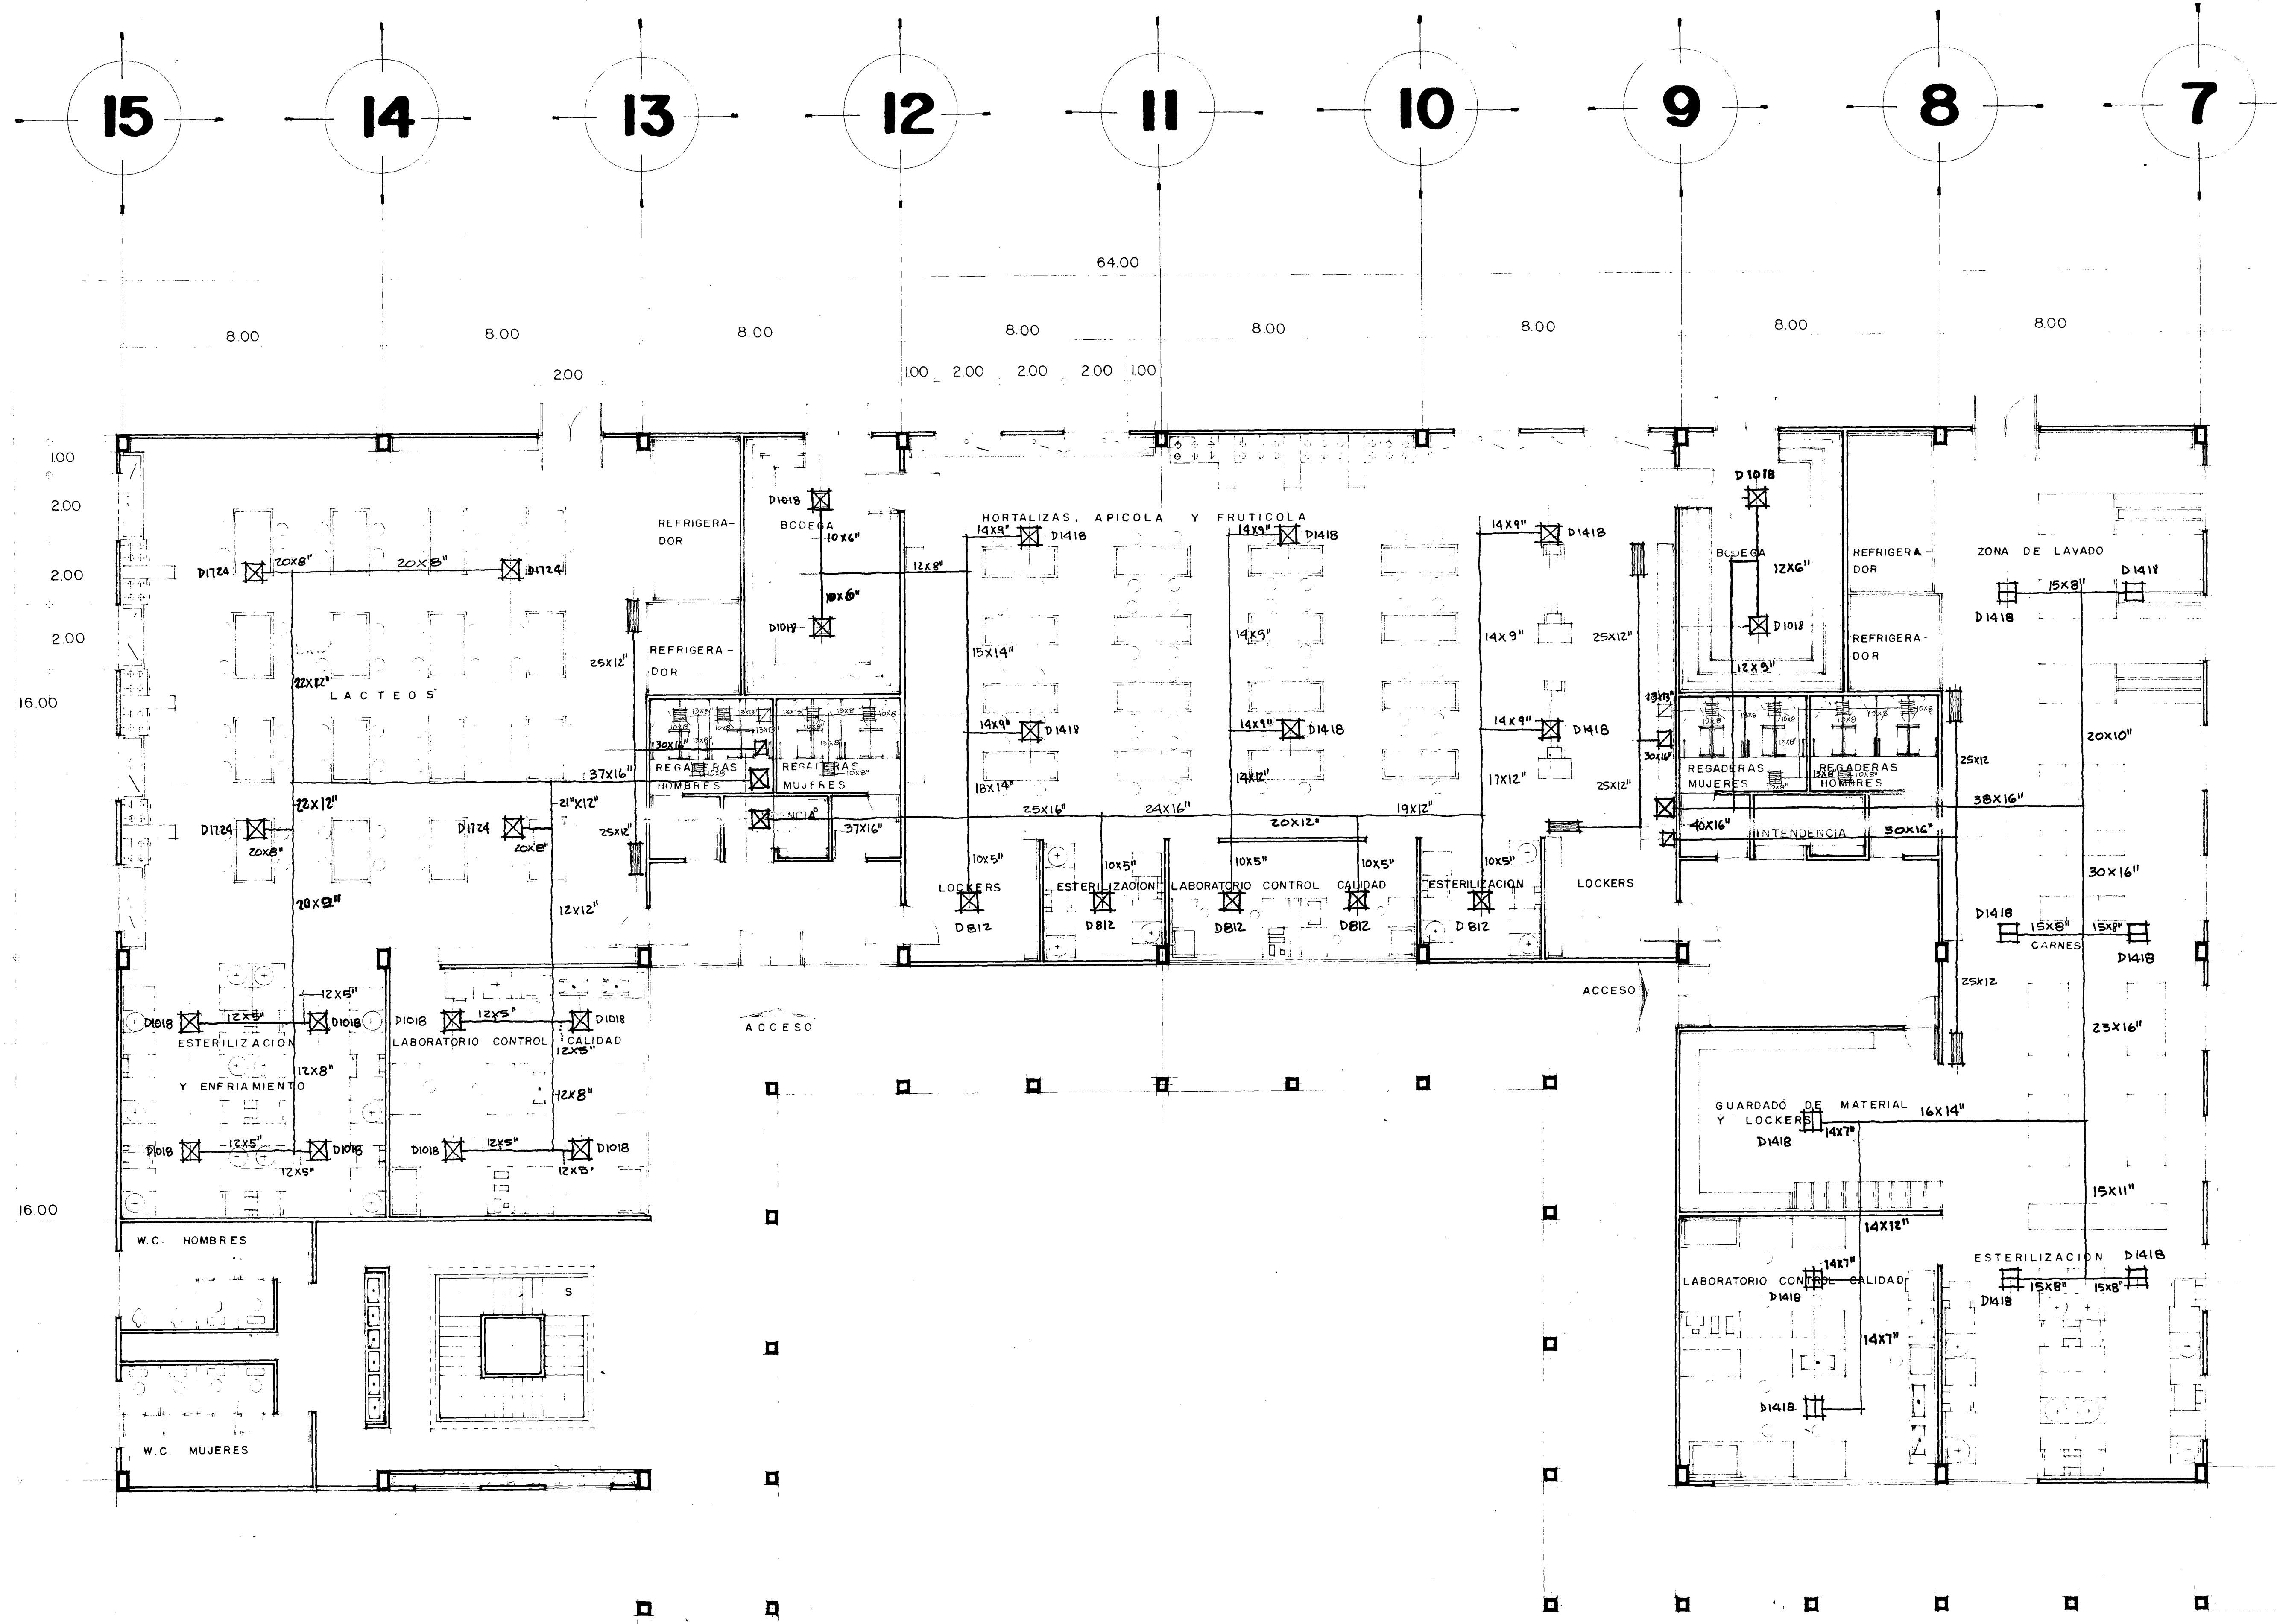 15 14 13 12 11 10 9 8 7
64.00
8.00 8.00 8.00 8.00 8.00 8.00 8.00 8.00
2.00 1.00 2.00 2.00 2.00 1.00
1.00
2.00
2.00
2.00
16.00
16.00
D1724
20X8"
20X8"
D1724
22X12"
LACTEOS
37X16"
22X12"
21"X12"
D1724
20X8"
D1724
20X8"
12X12"
25X12"
25X12"
REFRIGERA-
DOR
REFRIGERA-
DOR
D1018
BODEGA
10X6"
D1018
12X8"
30X16"
REGADERAS
HOMBRES
REGADERAS
MUJERES
37X16"
HORTALIZAS, APICOLA Y FRUTICOLA
14X9" D1418
14X9" D1418
14X9" D1418
15X14"
14X9"
14X9"
25X12"
14X9" D1418
14X9" D1418
14X9" D1418
18X14"
14X12"
17X12"
25X12"
25X16"
24X16"
20X12"
19X12"
10X5"
10X5"
10X5"
10X5"
10X5"
LOCKERS
ESTERILIZACION
LABORATORIO CONTROL CALIDAD
ESTERILIZACION
LOCKERS
D812
D812
D812
D812
D812
D1018
BODEGA
12X6"
D1018
12X9"
REFRIGERA-
DOR
REFRIGERA-
DOR
ZONA DE LAVADO
D1418
15X8"
D1418
13X13"
30X16"
REGADERAS
MUJERES
REGADERAS
HOMBRES
25X12
20X10"
38X16"
40X16"
INTENDENCIA
30X16"
30X16"
D1418
15X8"
15X8"
CARNES
D1418
25X12
23X16"
ACCESO
ACCESO
12X5"
D1018
12X5"
D1018
ESTERILIZACION
Y ENFRIAMIENTO
12X8"
D1018
12X5"
D1018
12X5"
D1018
12X5"
D1018
LABORATORIO CONTROL CALIDAD
12X5"
12X8"
D1018
12X5"
D1018
12X5"
GUARDADO DE MATERIAL
Y LOCKERS
16X14"
14X7"
D1418
15X11"
14X12"
14X7"
LABORATORIO CONTROL CALIDAD
D1418
14X7"
D1418
ESTERILIZACION
D1418
15X8"
15X8"
D1418
W.C. HOMBRES
S
W.C. MUJERES